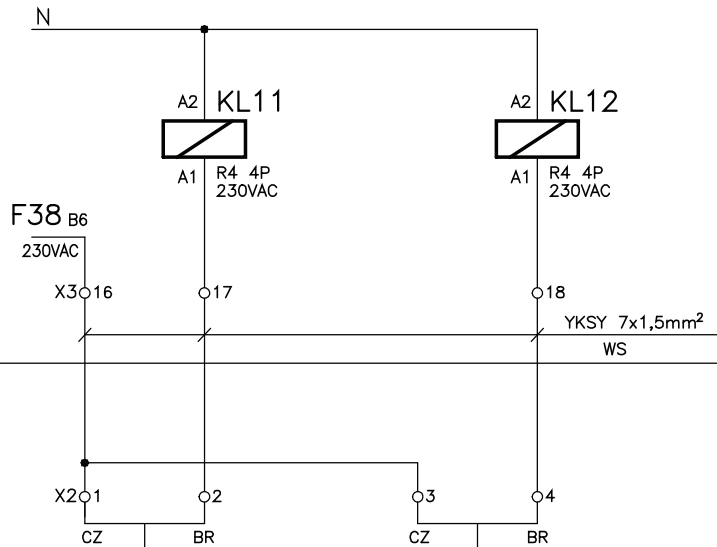 N
A2 KL11
A2 KL12
A1 R4 4P
230VAC
A1 R4 4P
230VAC
F38 B6
230VAC
X3 16
17
18
YKSY 7x1,5mm²
WS
X2 1
2
3
4
CZ
BR
CZ
BR